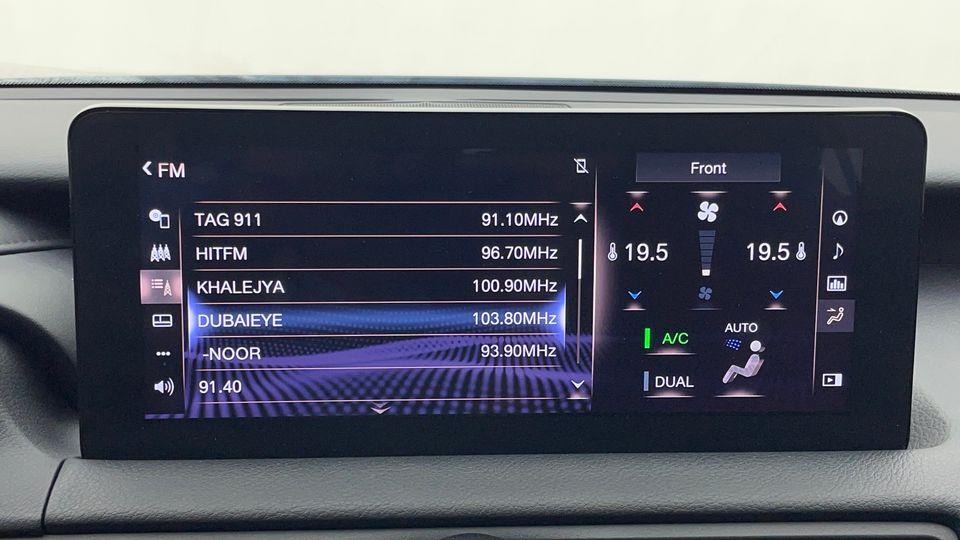 FM
TAG 911 91.10MHz
HITFM 96.70MHz
KHALEJYA 100.90MHz
DUBAIEYE 103.80MHz
-NOOR 93.90MHz
91.40
Front
19.5 19.5
A/C AUTO
DUAL